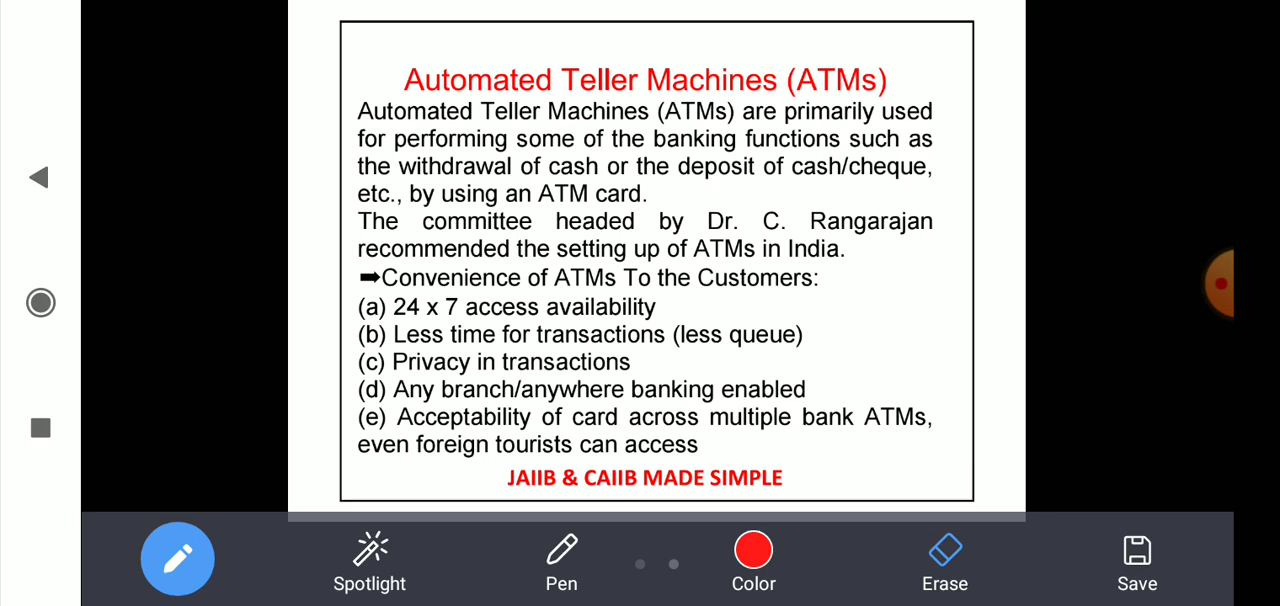 Automated Teller Machines (ATMs)
Automated Teller Machines (ATMs) are primarily used
for performing some of the banking functions such as
the withdrawal of cash or the deposit of cash/cheque,
etc., by using an ATM card.
The committee headed by Dr. C. Rangarajan
recommended the setting up of ATMs in India.
➡Convenience of ATMs To the Customers:
(a) 24 x 7 access availability
(b) Less time for transactions (less queue)
(c) Privacy in transactions
(d) Any branch/anywhere banking enabled
(e) Acceptability of card across multiple bank ATMs,
even foreign tourists can access
JAIIB & CAIIB MADE SIMPLE
Spotlight Pen Color Erase Save